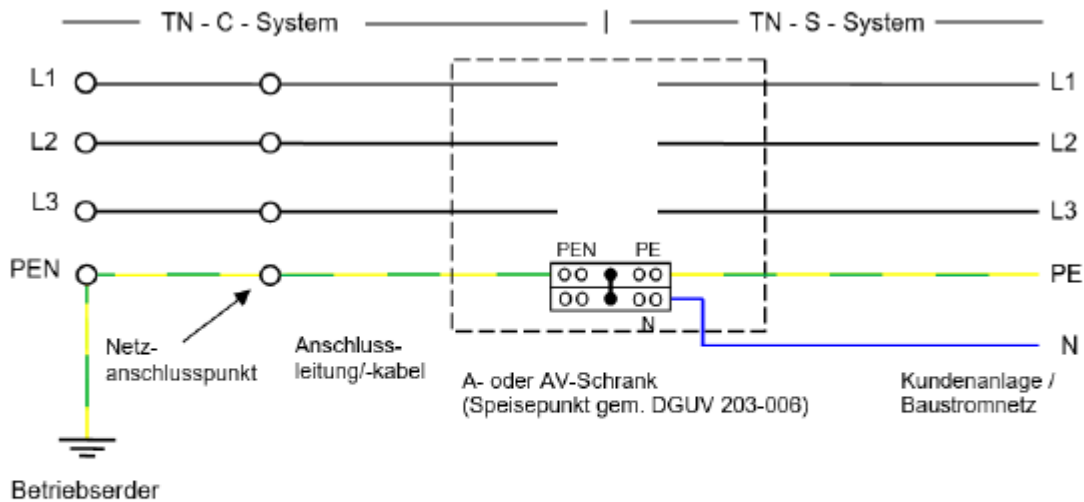 TN - C - System | TN - S - System
L1 L1
L2 L2
L3 L3
PEN PEN PE PE
N
N
Netz-
anschlusspunkt
Anschluss-
leitung/-kabel
A- oder AV-Schrank
(Speisepunkt gem. DGUV 203-006)
Kundenanlage /
Baustromnetz
Betriebserder